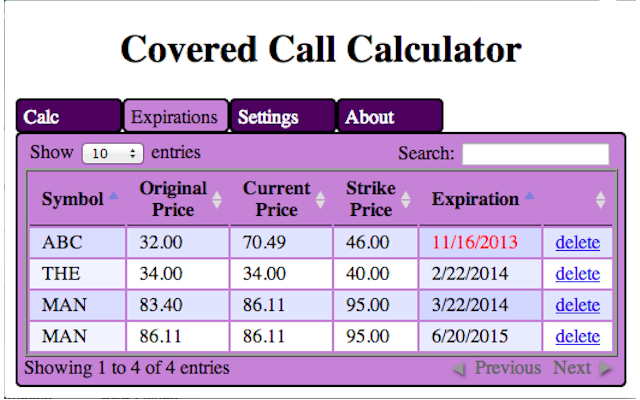 Covered Call Calculator
Calc Expirations Settings About
Show 10 entries Search:
Symbol Original Price Current Price Strike Price Expiration
ABC 32.00 70.49 46.00 11/16/2013 delete
THE 34.00 34.00 40.00 2/22/2014 delete
MAN 83.40 86.11 95.00 3/22/2014 delete
MAN 86.11 86.11 95.00 6/20/2015 delete
Showing 1 to 4 of 4 entries Previous Next